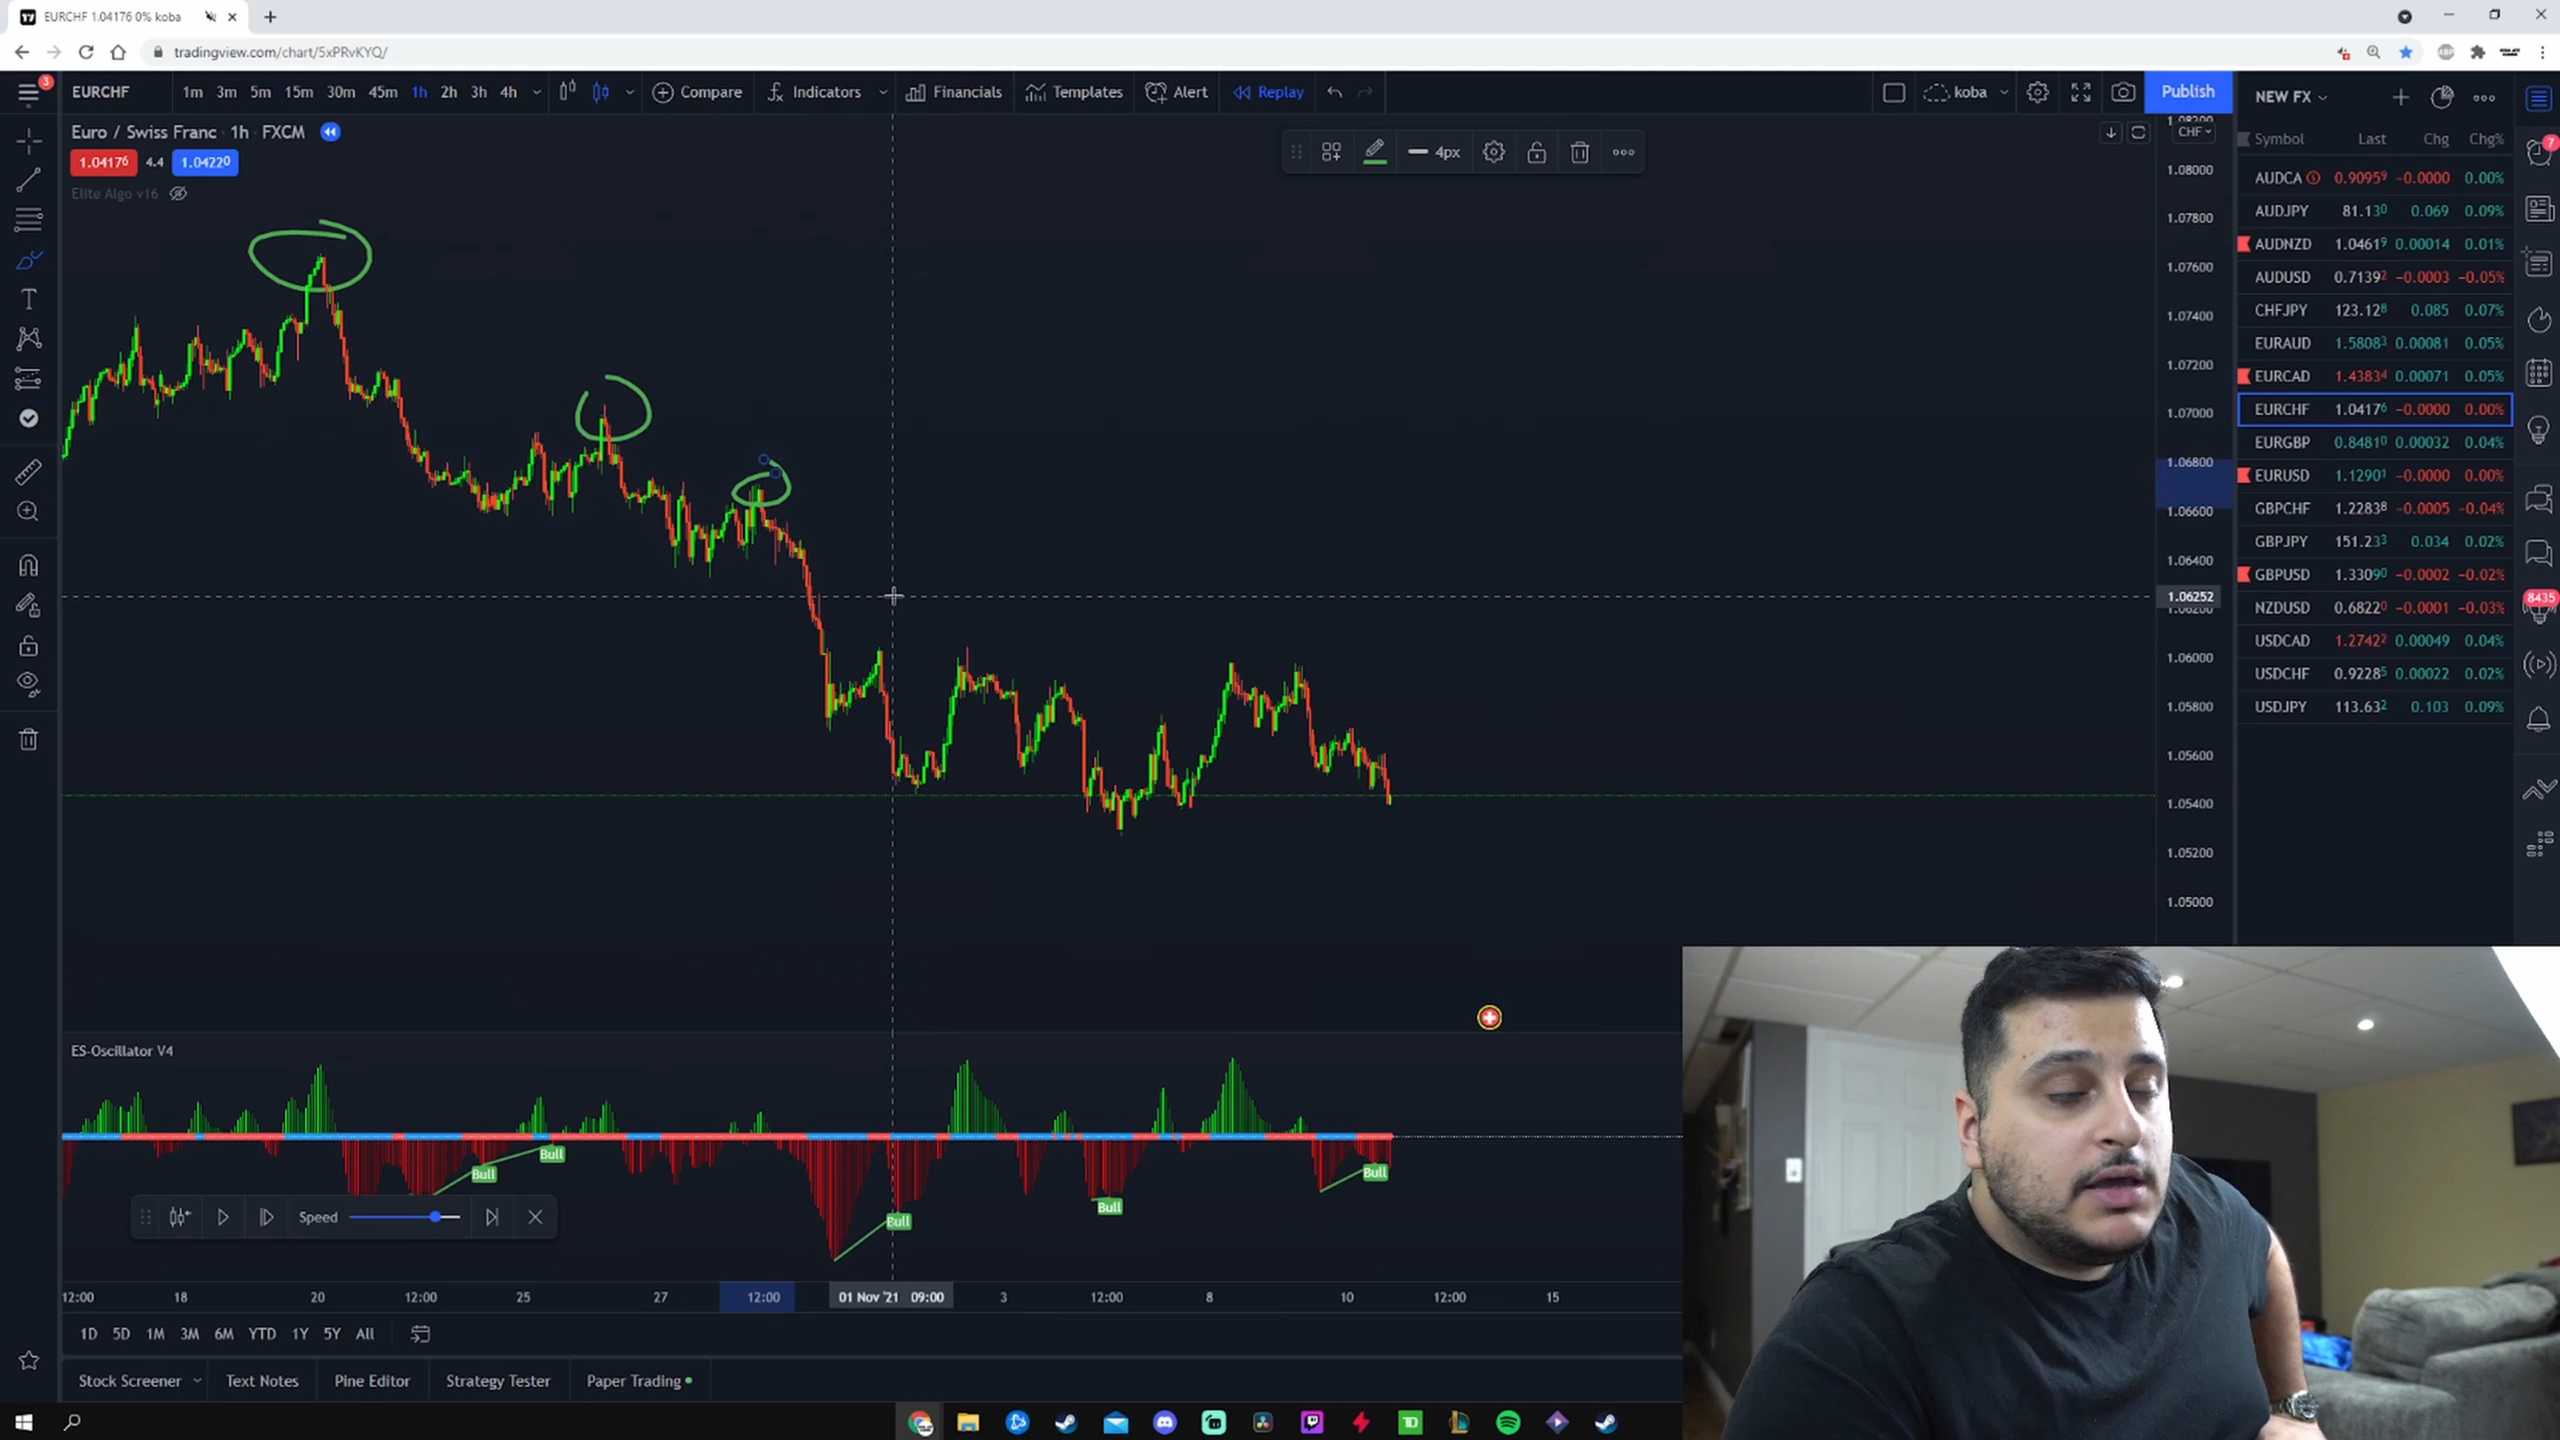 EURCHF 1.04176 0% koba
tradingview.com/chart/5xPRvKYQ/
EURCHF 1m 3m 5m 15m 30m 45m 1h 2h 3h 4h Compare Indicators Financials Templates Alert Replay koba Publish
3
Euro / Swiss Franc · 1h · FXCM
1.04176 4.4 1.04220
Elite Algo v16
4px
CHF
1.08200
1.08000
1.07800
1.07600
1.07400
1.07200
1.07000
1.06800
1.06600
1.06400
1.06252
1.06200
1.06000
1.05800
1.05600
1.05400
1.05200
1.05000
NEW FX
Symbol Last Chg Chg%
AUDCA 0.90959 -0.0000 0.00%
AUDJPY 81.130 0.069 0.09%
AUDNZD 1.04619 0.00014 0.01%
AUDUSD 0.71392 -0.0003 -0.05%
CHFJPY 123.128 0.085 0.07%
EURAUD 1.58083 0.00081 0.05%
EURCAD 1.43834 0.00071 0.05%
EURCHF 1.04176 -0.0000 0.00%
EURGBP 0.84810 0.00032 0.04%
EURUSD 1.12901 -0.0000 0.00%
GBPCHF 1.22838 -0.0005 -0.04%
GBPJPY 151.233 0.034 0.02%
GBPUSD 1.33090 -0.0002 -0.02%
NZDUSD 0.68220 -0.0001 -0.03%
USDCAD 1.27422 0.00049 0.04%
USDCHF 0.92285 0.00022 0.02%
USDJPY 113.632 0.103 0.09%
7
8435
ES-Oscillator V4
Bull
Bull
Bull
Bull
Bull
Speed
12:00 18 20 12:00 25 27 12:00 01 Nov '21 09:00 3 12:00 8 10 12:00 15
1D 5D 1M 3M 6M YTD 1Y 5Y All
Stock Screener Text Notes Pine Editor Strategy Tester Paper Trading